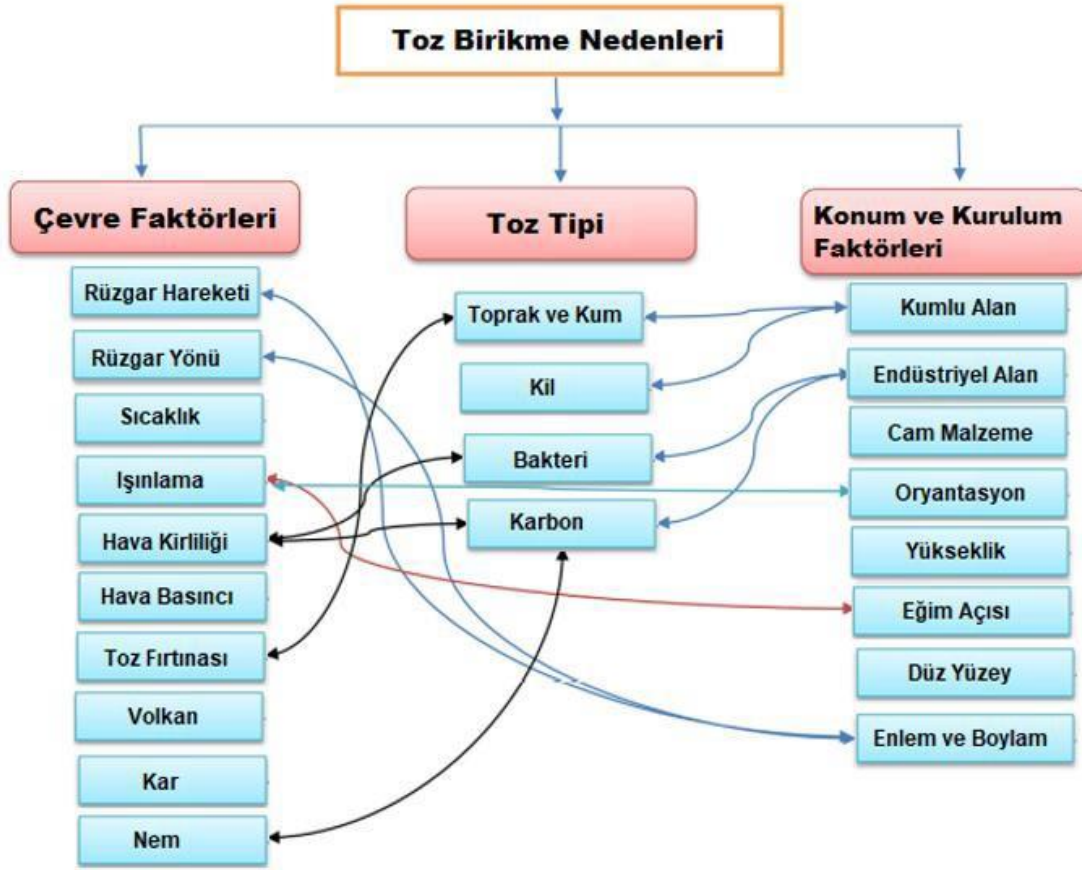 Toz Birikme Nedenleri
Çevre Faktörleri
Rüzgar Hareketi
Rüzgar Yönü
Sıcaklık
Işınlama
Hava Kirliliği
Hava Basıncı
Toz Fırtınası
Volkan
Kar
Nem
Toz Tipi
Toprak ve Kum
Kil
Bakteri
Karbon
Konum ve Kurulum
Faktörleri
Kumlu Alan
Endüstriyel Alan
Cam Malzeme
Oryantasyon
Yükseklik
Eğim Açısı
Düz Yüzey
Enlem ve Boylam